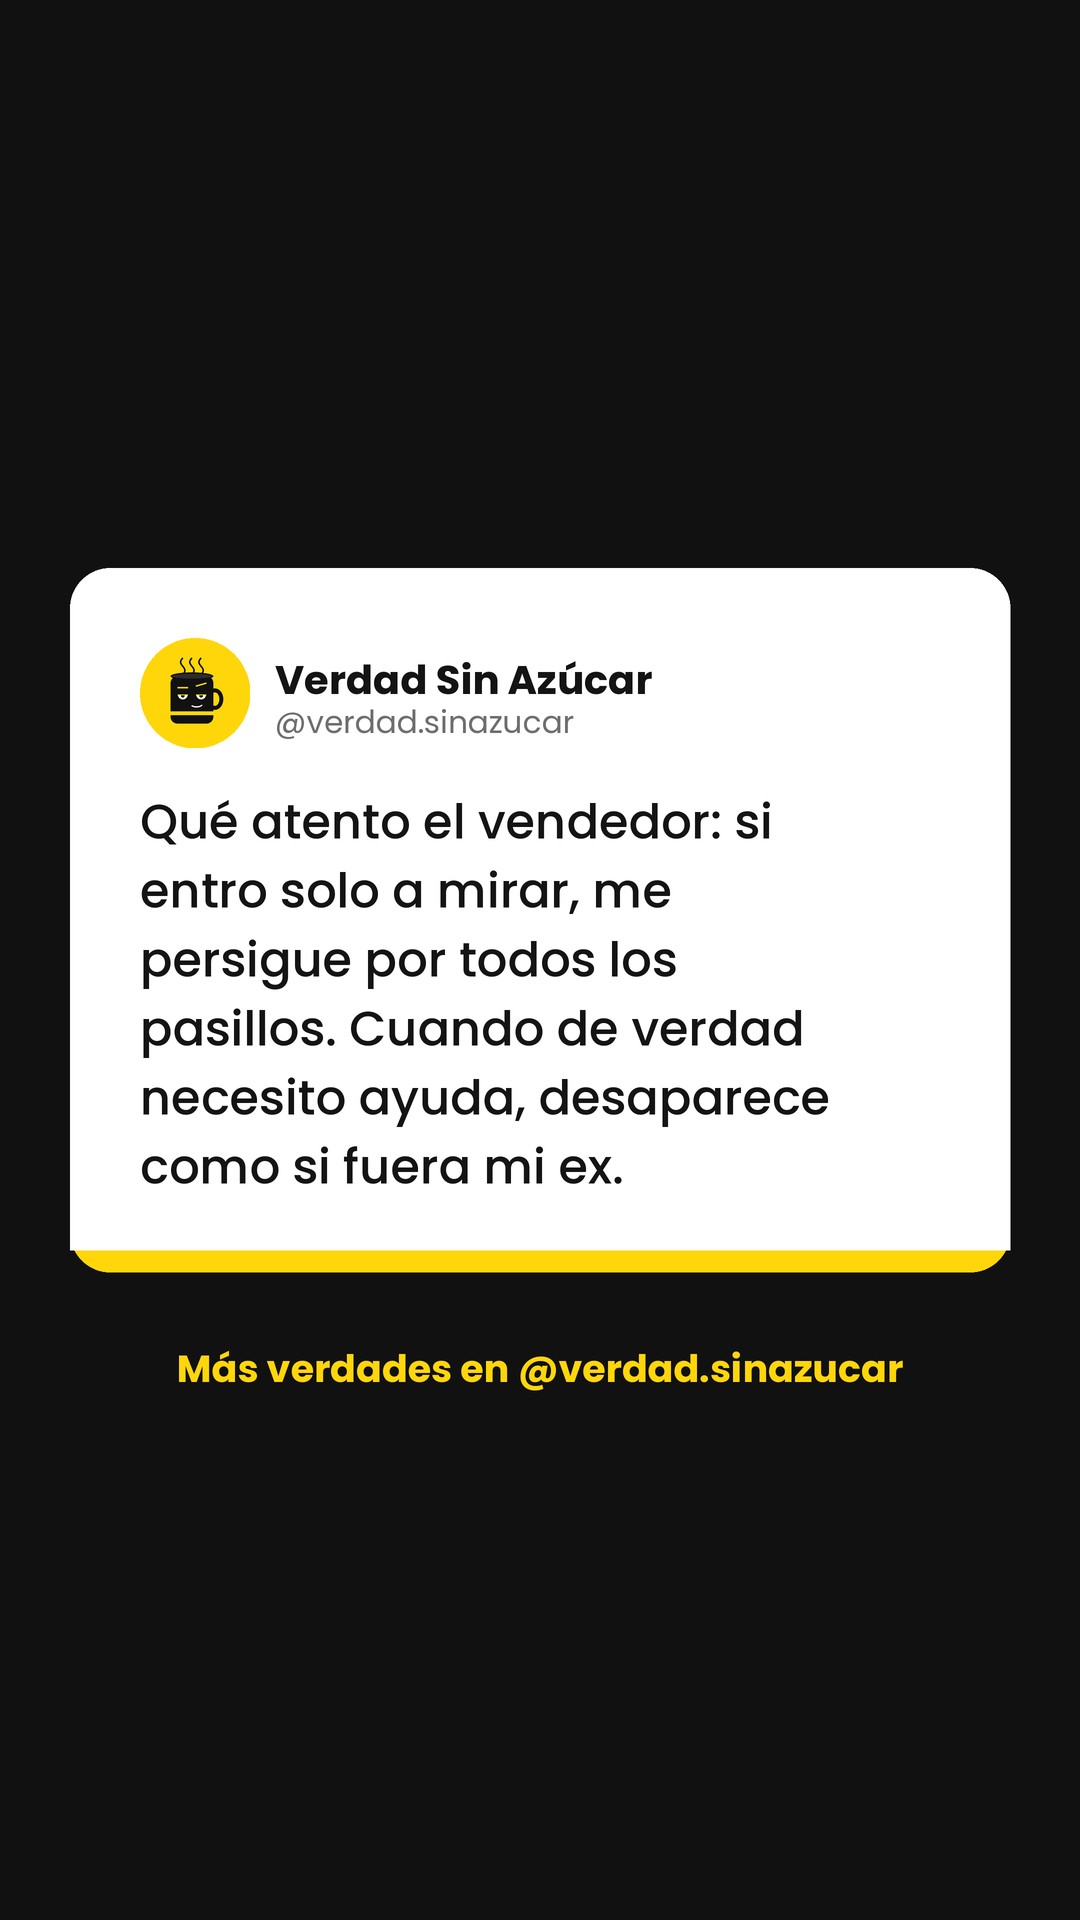 Verdad Sin Azúcar
@verdad.sinazucar
Qué atento el vendedor: si
entro solo a mirar, me
persigue por todos los
pasillos. Cuando de verdad
necesito ayuda, desaparece
como si fuera mi ex.
Más verdades en @verdad.sinazucar